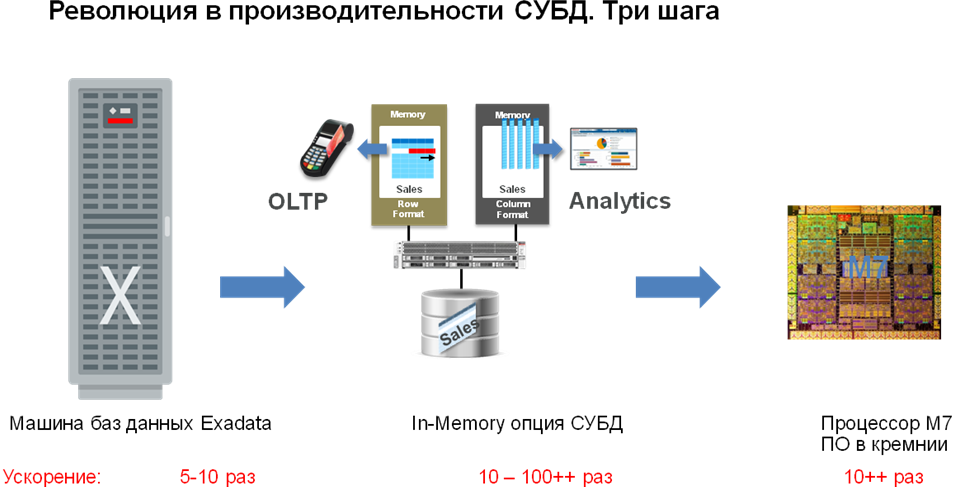 Революция в производительности СУБД. Три шага
Memory
Memory
OLTP
Sales
Row
Format
Sales
Column
Format
Analytics
X
M7
Sales
Машина баз данных Exadata
In-Memory опция СУБД
Процессор M7
ПО в кремнии
Ускорение:
5-10 раз
10 – 100++ раз
10++ раз